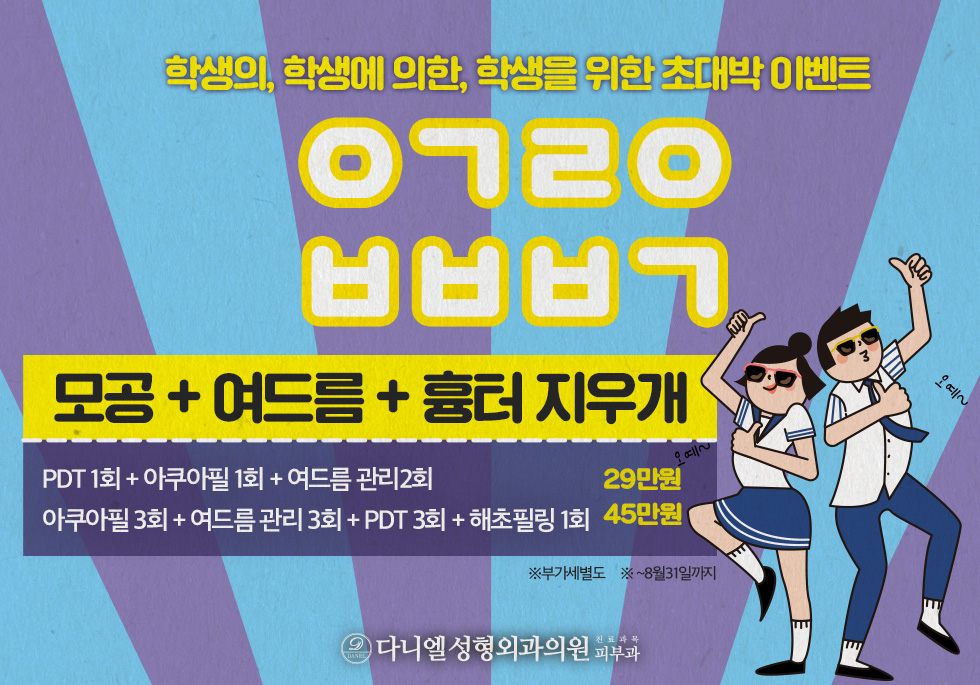 학생의, 학생에 의한, 학생을 위한 초대박 이벤트
ㅇㄱㄹㅇ
ㅂㅂㅂㄱ
모공 + 여드름 + 흉터 지우개
PDT 1회 + 아쿠아필 1회 + 여드름 관리2회 29만원
아쿠아필 3회 + 여드름 관리 3회 + PDT 3회 + 해초필링 1회 45만원
오예~
오예~
※부가세별도 ※ ~8월31일까지
DANIEL 다니엘성형외과의원 진료과목 피부과